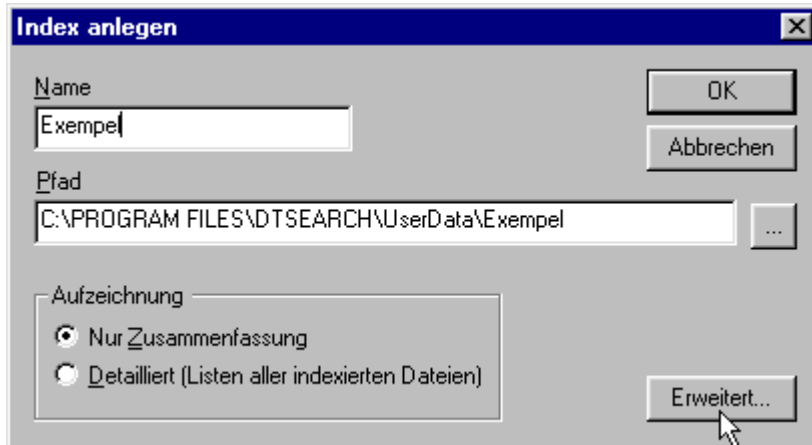 Index anlegen
Name
Exempel
OK
Abbrechen
Pfad
C:\PROGRAM FILES\DTSEARCH\UserData\Exempel
...
Aufzeichnung
Nur Zusammenfassung
Detailliert (Listen aller indexierten Dateien)
Erweitert...